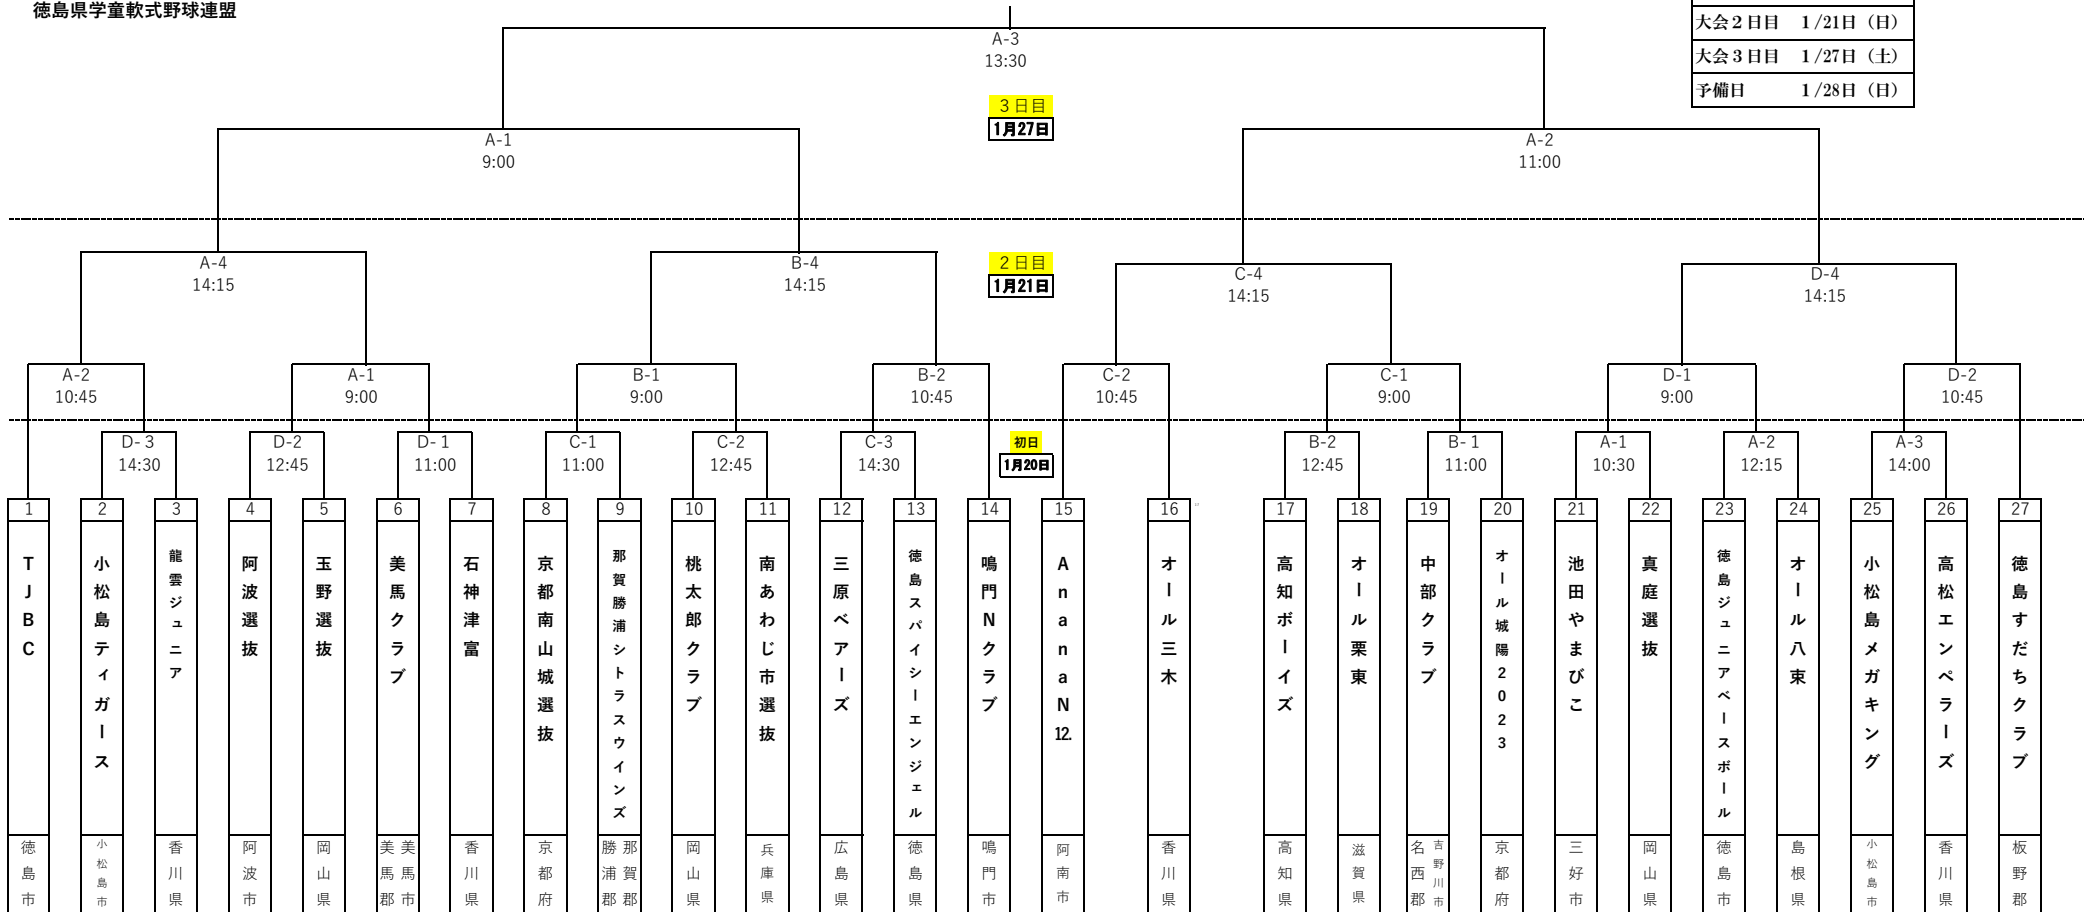 徳島県学童軟式野球連盟
大会２日目　１/21日（日）
大会３日目　１/27日（土）
予備日　１/28日（日）
A-3
13:30
３日目
1月27日
A-1
9:00
A-2
11:00
２日目
1月21日
A-4
14:15
B-4
14:15
C-4
14:15
D-4
14:15
A-2
10:45
A-1
9:00
B-1
9:00
B-2
10:45
C-2
10:45
C-1
9:00
D-1
9:00
D-2
10:45
初日
1月20日
D-3
14:30
D-2
12:45
D-1
11:00
C-1
11:00
C-2
12:45
C-3
14:30
B-2
12:45
B-1
11:00
A-1
10:30
A-2
12:15
A-3
14:00
1
TJBC
徳島市
2
小松島ティガース
小松島市
3
龍雲ジュニア
香川県
4
阿波選抜
阿波市
5
玉野選抜
岡山県
6
美馬クラブ
美馬市
美馬郡
7
石神津富
香川県
8
京都南山城選抜
京都府
9
那賀勝浦シトラスウインズ
那賀郡
勝浦郡
10
桃太郎クラブ
岡山県
11
南あわじ市選抜
兵庫県
12
三原ベアーズ
広島県
13
徳島スパイシーエンジェル
徳島県
14
鳴門Nクラブ
鳴門市
15
AnanaN12.
阿南市
16
オール三木
香川県
17
高知ボーイズ
高知県
18
オール栗東
滋賀県
19
中部クラブ
吉野川市
名西郡
20
オール城陽2023
京都府
21
池田やまびこ
三好市
22
真庭選抜
岡山県
23
徳島ジュニアベースボール
徳島市
24
オール八束
島根県
25
小松島メガキング
小松島市
26
高松エンペラーズ
香川県
27
徳島すだちクラブ
板野郡